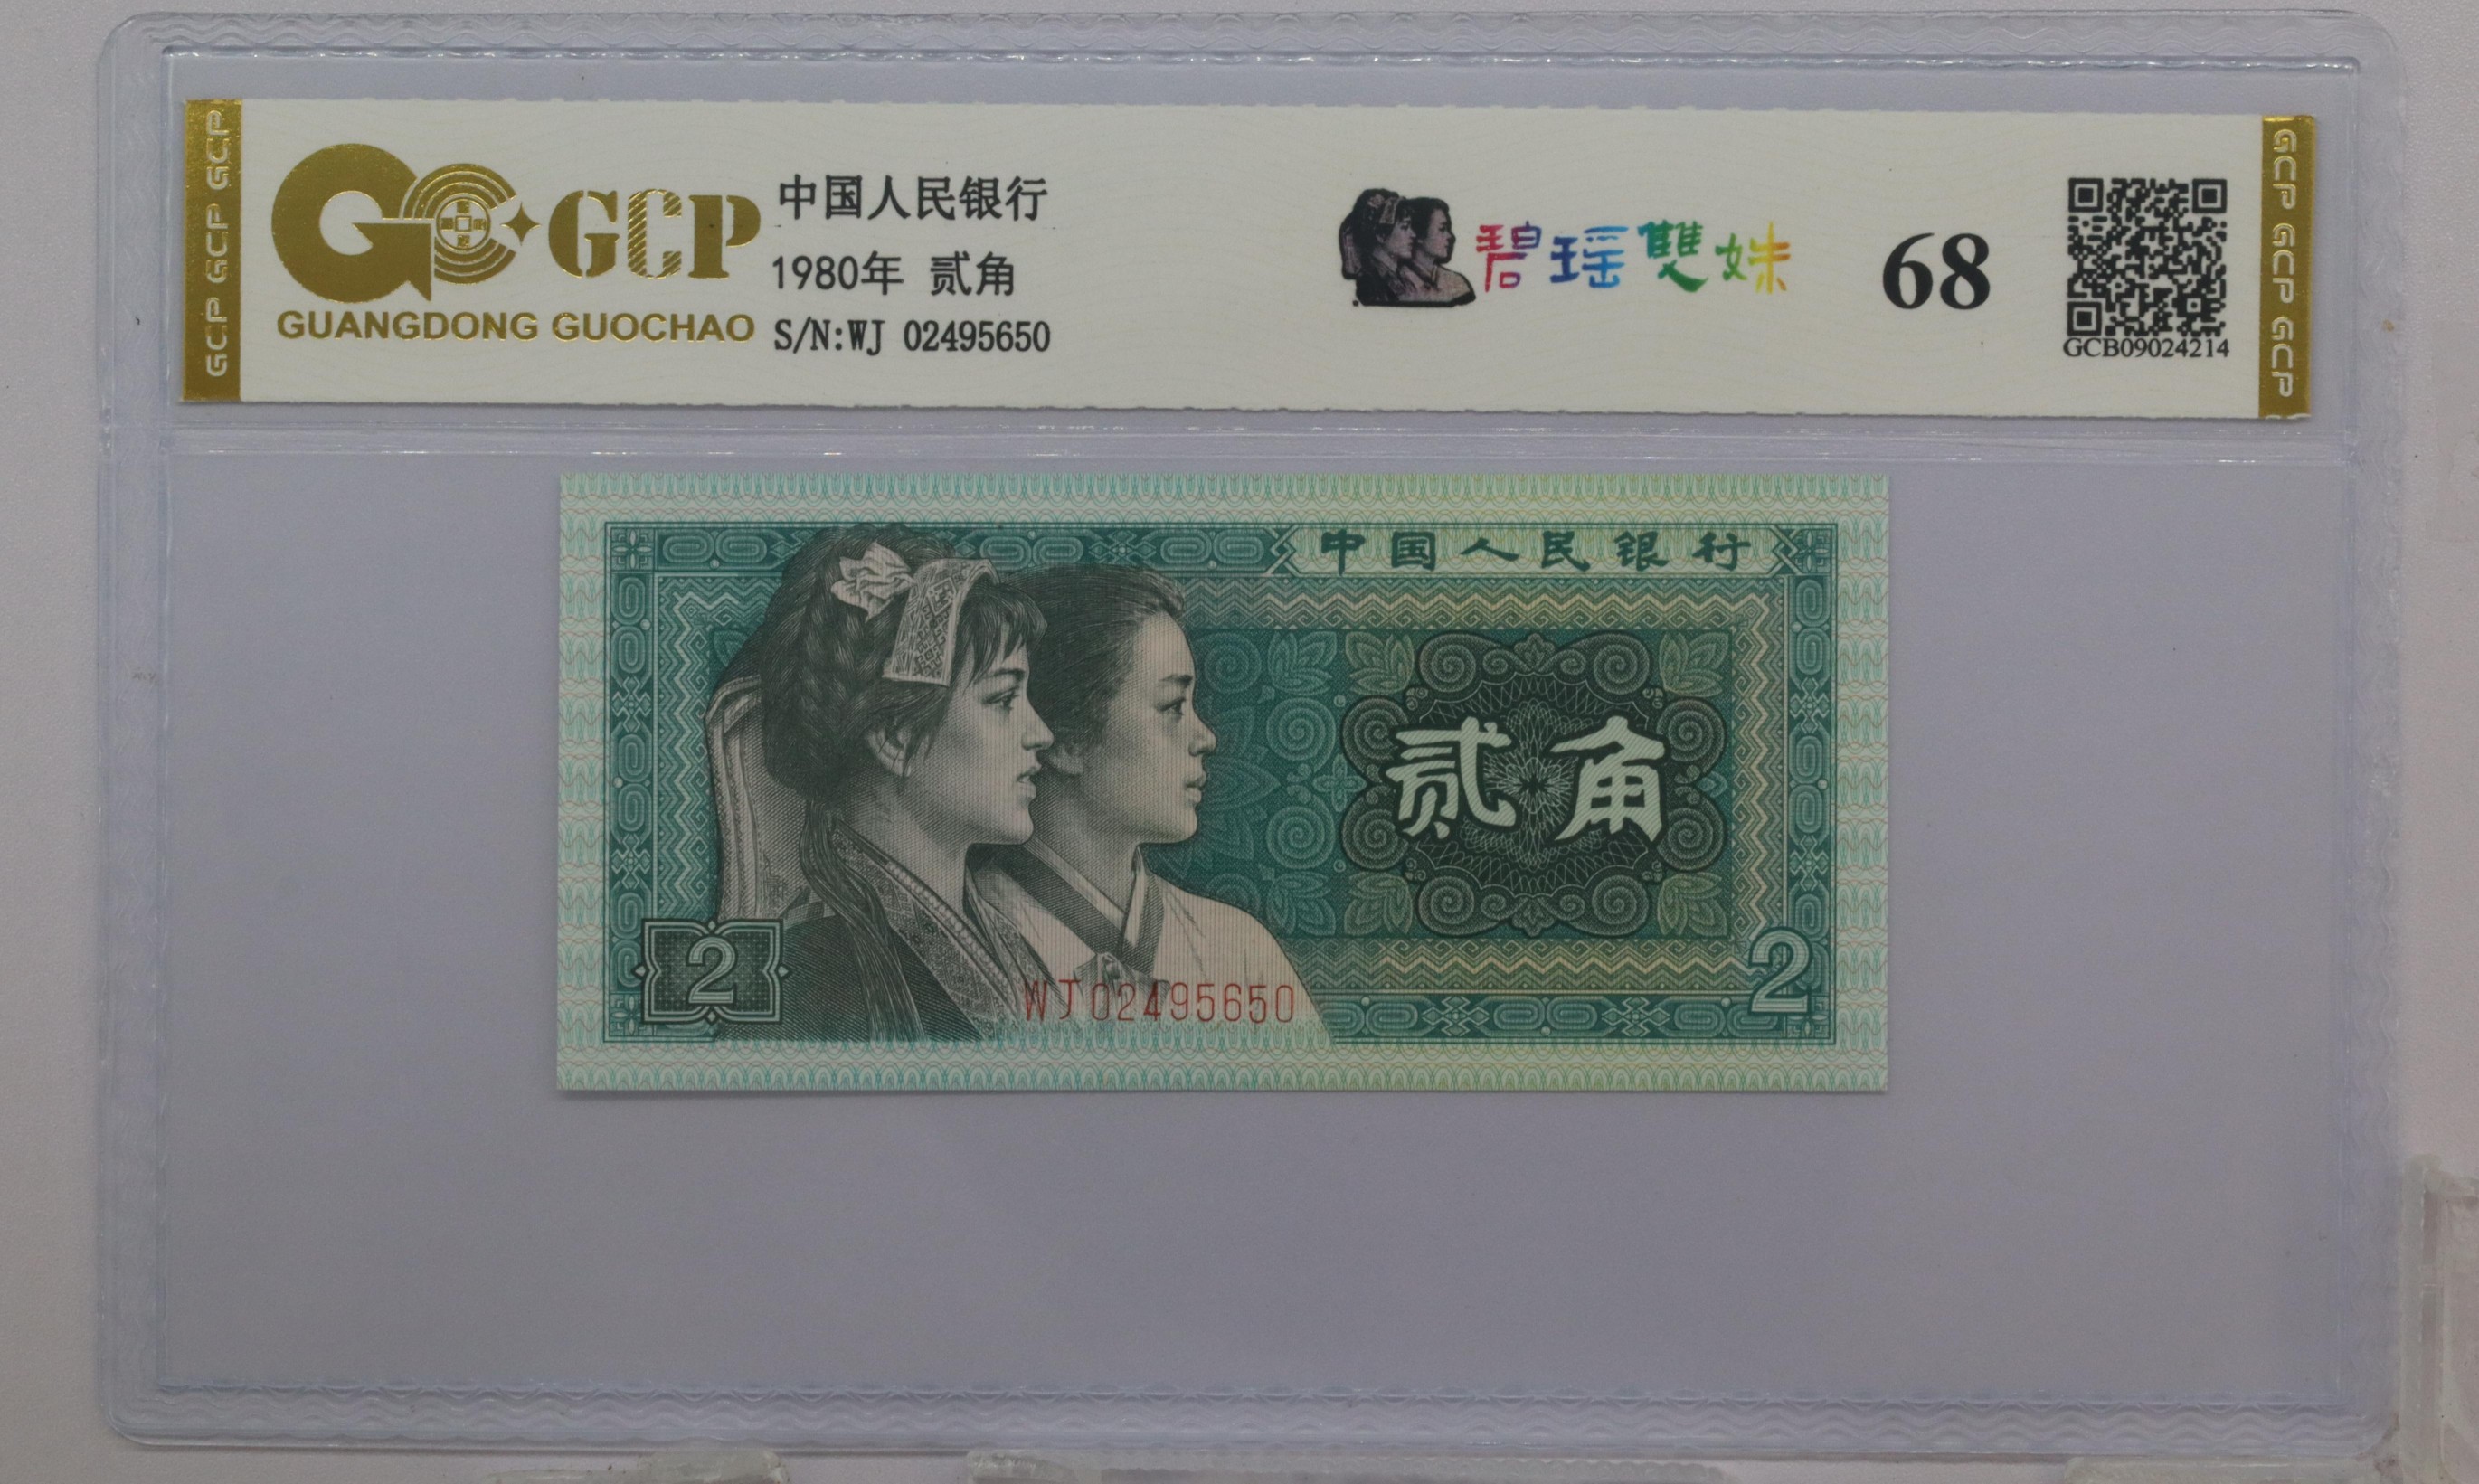 GCP GCP GCP
GCP
GUANGDONG GUOCHAO
中国人民银行
1980年 贰角
S/N:WJ 02495650
碧瑶雙姝
68
GCB09024214
GCP GCP GCP
中国人民银行
贰角
2
WJ02495650
2